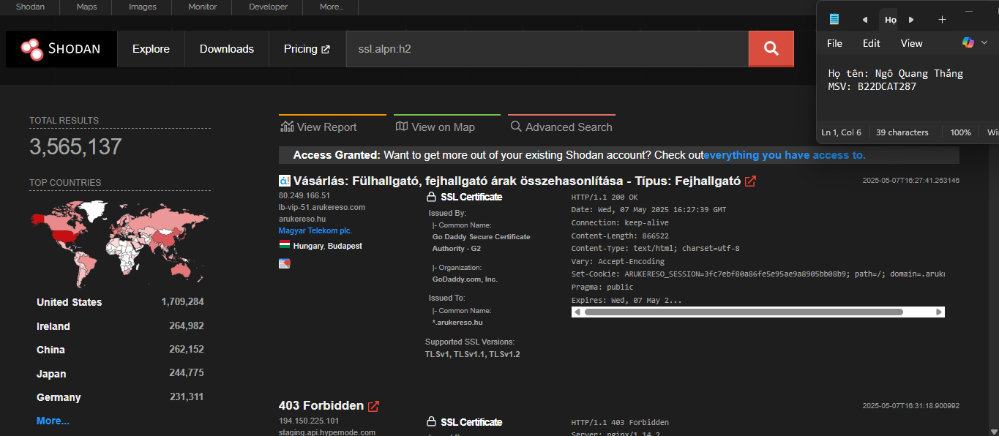 Shodan
Maps
Images
Monitor
Developer
More...
SHODAN
Explore
Downloads
Pricing
ssl.alpn:h2
Họ
File
Edit
View
Họ tên: Ngô Quang Thắng
MSV: B22DCAT287
Ln 1, Col 6
39 characters
100%
Wi
TOTAL RESULTS
3,565,137
TOP COUNTRIES
United States 1,709,284
Ireland 264,982
China 262,152
Japan 244,775
Germany 231,311
More...
View Report
View on Map
Advanced Search
Access Granted: Want to get more out of your existing Shodan account? Check outeverything you have access to.
á!
Vásárlás: Fülhallgató, fejhallgató árak összehasonlítása - Típus: Fejhallgató
2025-05-07T16:27:41.263146
80.249.166.51
lb-vip-51.arukereso.com
arukereso.hu
Magyar Telekom plc.
Hungary, Budapest
SSL Certificate
Issued By:
|- Common Name:
Go Daddy Secure Certificate
Authority - G2
|- Organization:
GoDaddy.com, Inc.
Issued To:
|- Common Name:
*.arukereso.hu
Supported SSL Versions:
TLSv1, TLSv1.1, TLSv1.2
HTTP/1.1 200 OK
Date: Wed, 07 May 2025 16:27:39 GMT
Connection: keep-alive
Content-Length: 866522
Content-Type: text/html; charset=utf-8
Vary: Accept-Encoding
Set-Cookie: ARUKERESO_SESSION=3fc7ebf80a86fe5e95ae9a8905bb08b9; path=/; domain=.aruke
Pragma: public
Expires: Wed, 07 May 2...
403 Forbidden
2025-05-07T16:31:18.900992
194.150.225.101
staging.api.hypemode.com
SSL Certificate
HTTP/1.1 403 Forbidden
Server: nginx/1.14.2